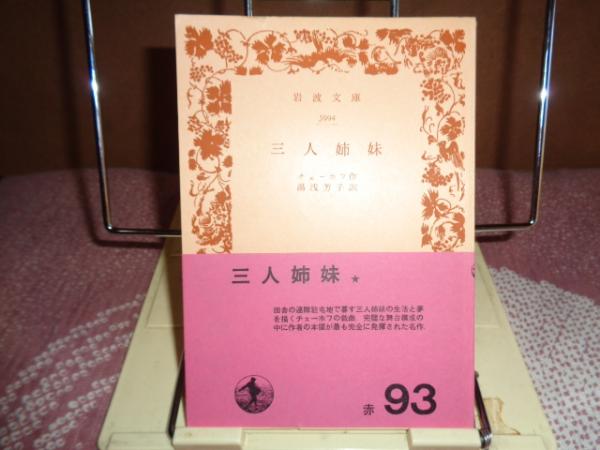 岩波文庫
5994
三人姉妹
チェーホフ作
湯浅芳子訳
三人姉妹★
田舎の連隊駐屯地で暮す三人姉妹の生活と夢
を描くチェーホフの戯曲．完璧な舞台構成の
中に作者の本領が最も完全に発揮された名作．
赤 93